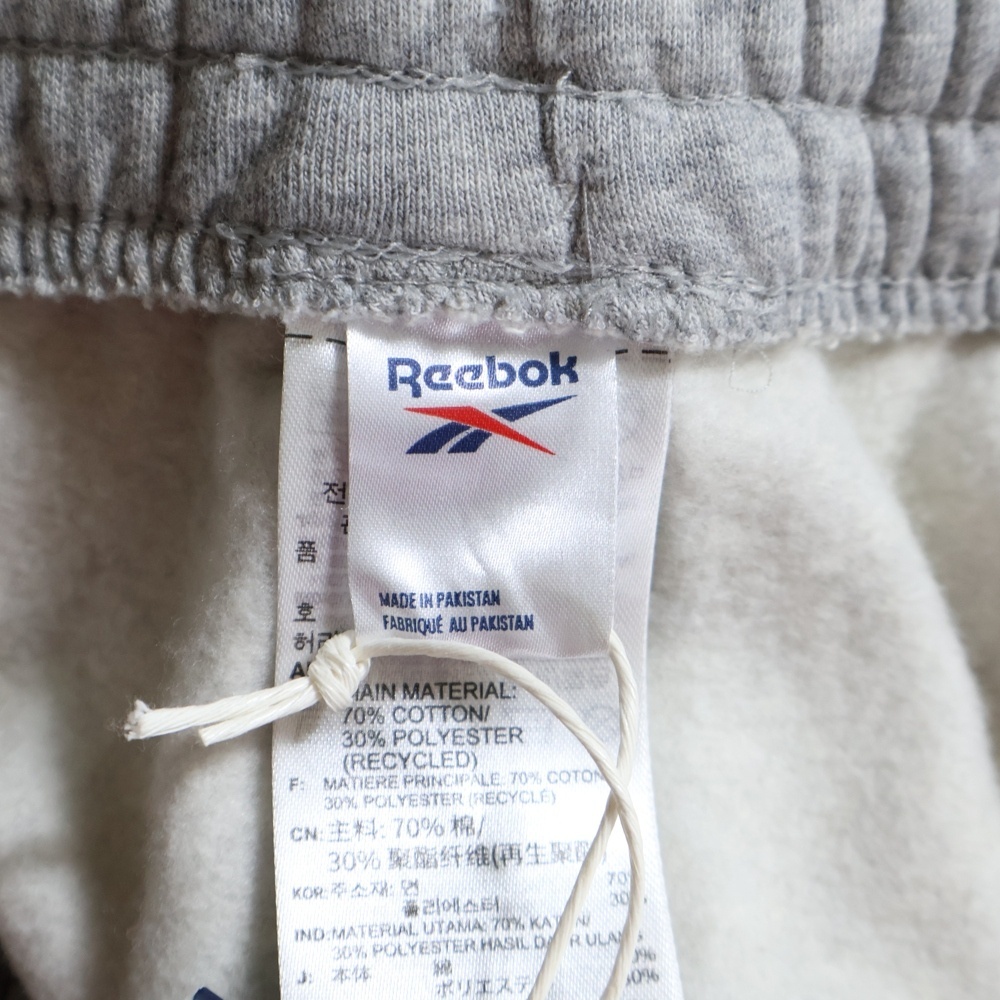 Reebok
MADE IN PAKISTAN
FABRIQUÉ AU PAKISTAN
품
호
MATERIAL:
70% COTTON/
30% POLYESTER
(RECYCLED)
F: MATIERE PRINCIPALE: 70% COTON
30% POLYESTER (RECYCLÉ)
CN: 主料: 70% 棉/
30% 聚酯纤维(再生聚酯)
KOR: 주소재: 면
폴리에스터
IND: MATERIAL UTAMA: 70% KATUN/
30% POLYESTER HASIL DAUR ULANG
J: 本体 綿
ポリエステ